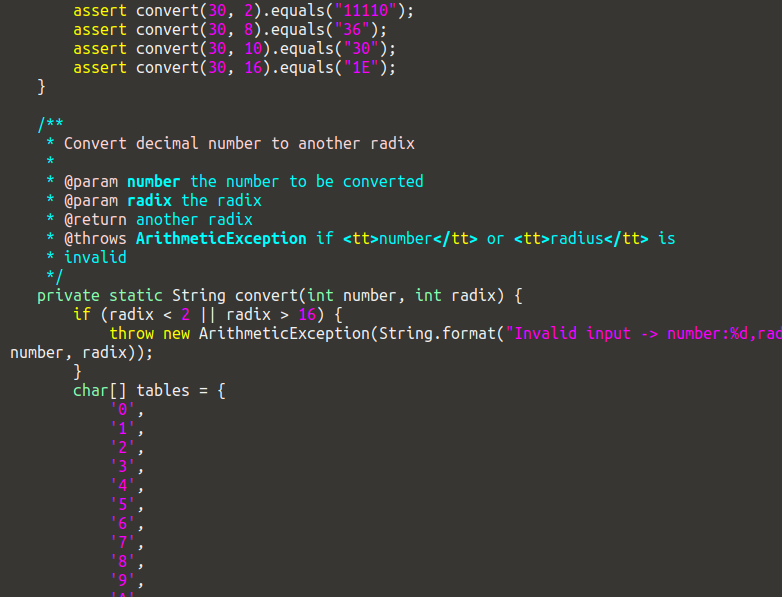 assert convert(30, 2).equals("11110");
assert convert(30, 8).equals("36");
assert convert(30, 10).equals("30");
assert convert(30, 16).equals("1E");
}
/**
* Convert decimal number to another radix
*
* @param number the number to be converted
* @param radix the radix
* @return another radix
* @throws ArithmeticException if <tt>number</tt> or <tt>radius</tt> is
* invalid
*/
private static String convert(int number, int radix) {
if (radix < 2 || radix > 16) {
throw new ArithmeticException(String.format("Invalid input -> number:%d,rad
number, radix));
}
char[] tables = {
'0',
'1',
'2',
'3',
'4',
'5',
'6',
'7',
'8',
'9',